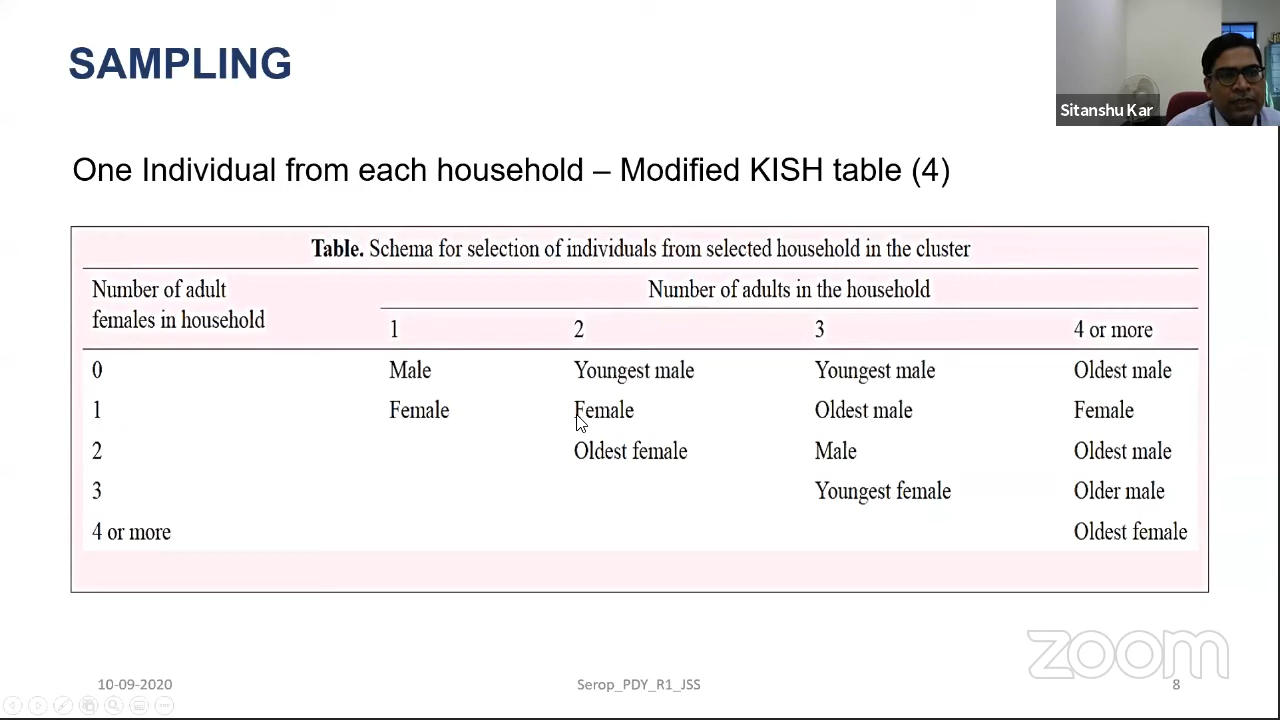 SAMPLING
Sitanshu Kar
One Individual from each household – Modified KISH table (4)
Table. Schema for selection of individuals from selected household in the cluster
Number of adult females in household
Number of adults in the household
1 2 3 4 or more
0 Male Youngest male Youngest male Oldest male
1 Female Female Oldest male Female
2 Oldest female Male Oldest male
3 Youngest female Older male
4 or more Oldest female
zoom
10-09-2020 Serop_PDY_R1_JSS 8